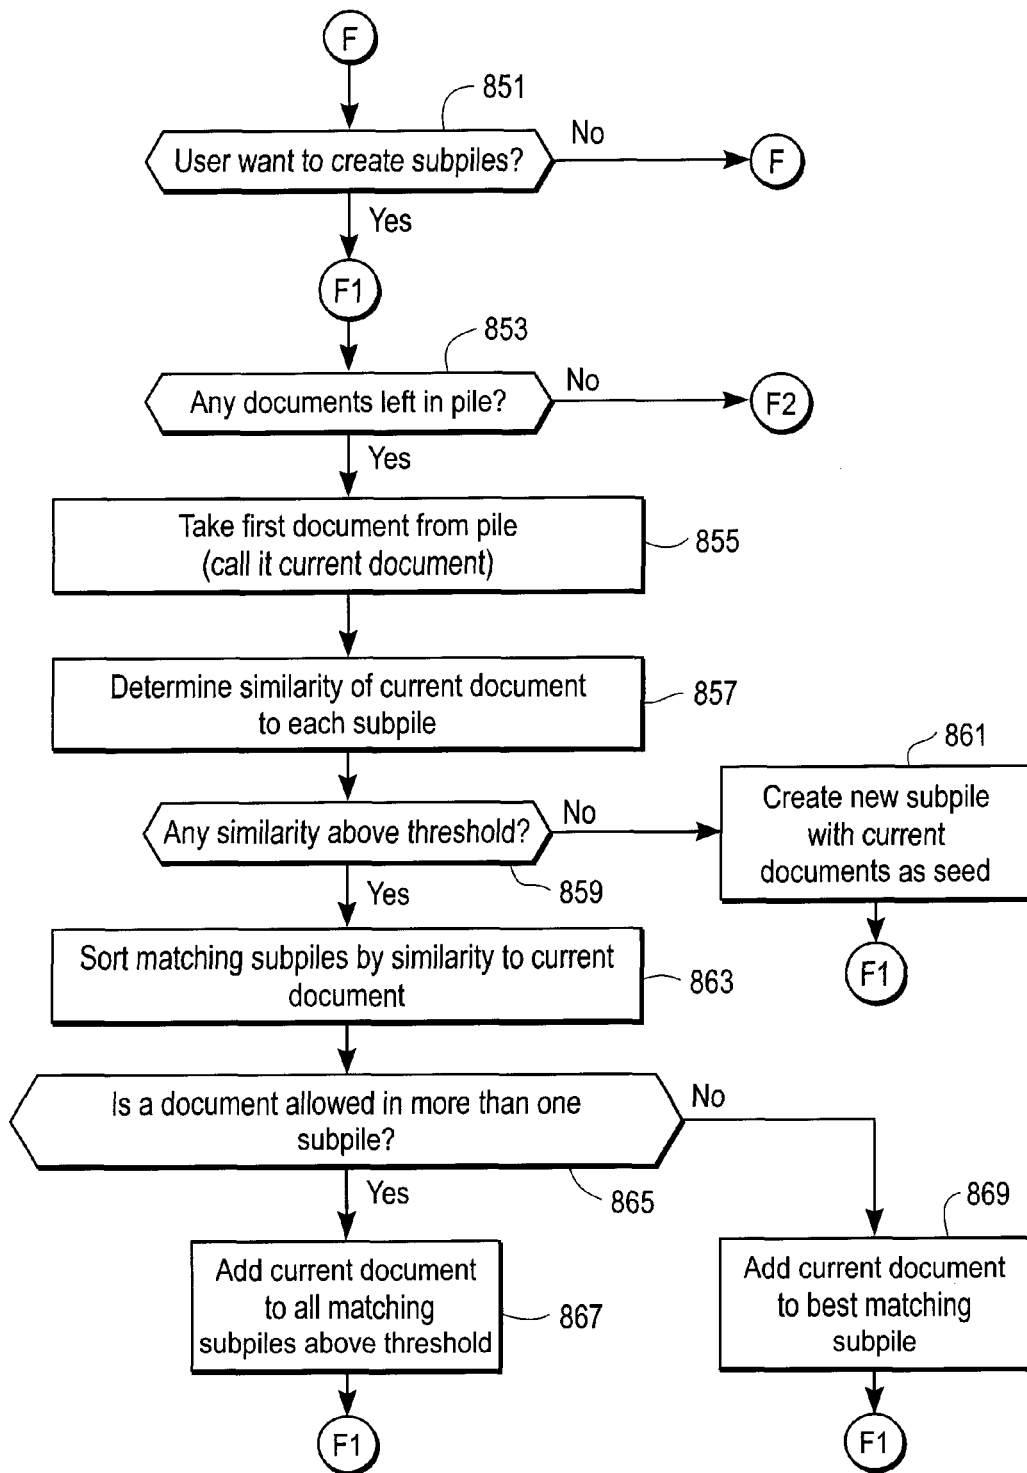 F
851
User want to create subpiles?
No
F
Yes
F1
853
Any documents left in pile?
No
F2
Yes
Take first document from pile
(call it current document)
855
Determine similarity of current document
to each subpile
857
861
Create new subpile
with current
documents as seed
Any similarity above threshold?
No
859
Yes
F1
Sort matching subpiles by similarity to current
document
863
Is a document allowed in more than one
subpile?
No
865
Yes
869
Add current document
to all matching
subpiles above threshold
867
Add current document
to best matching
subpile
F1
F1